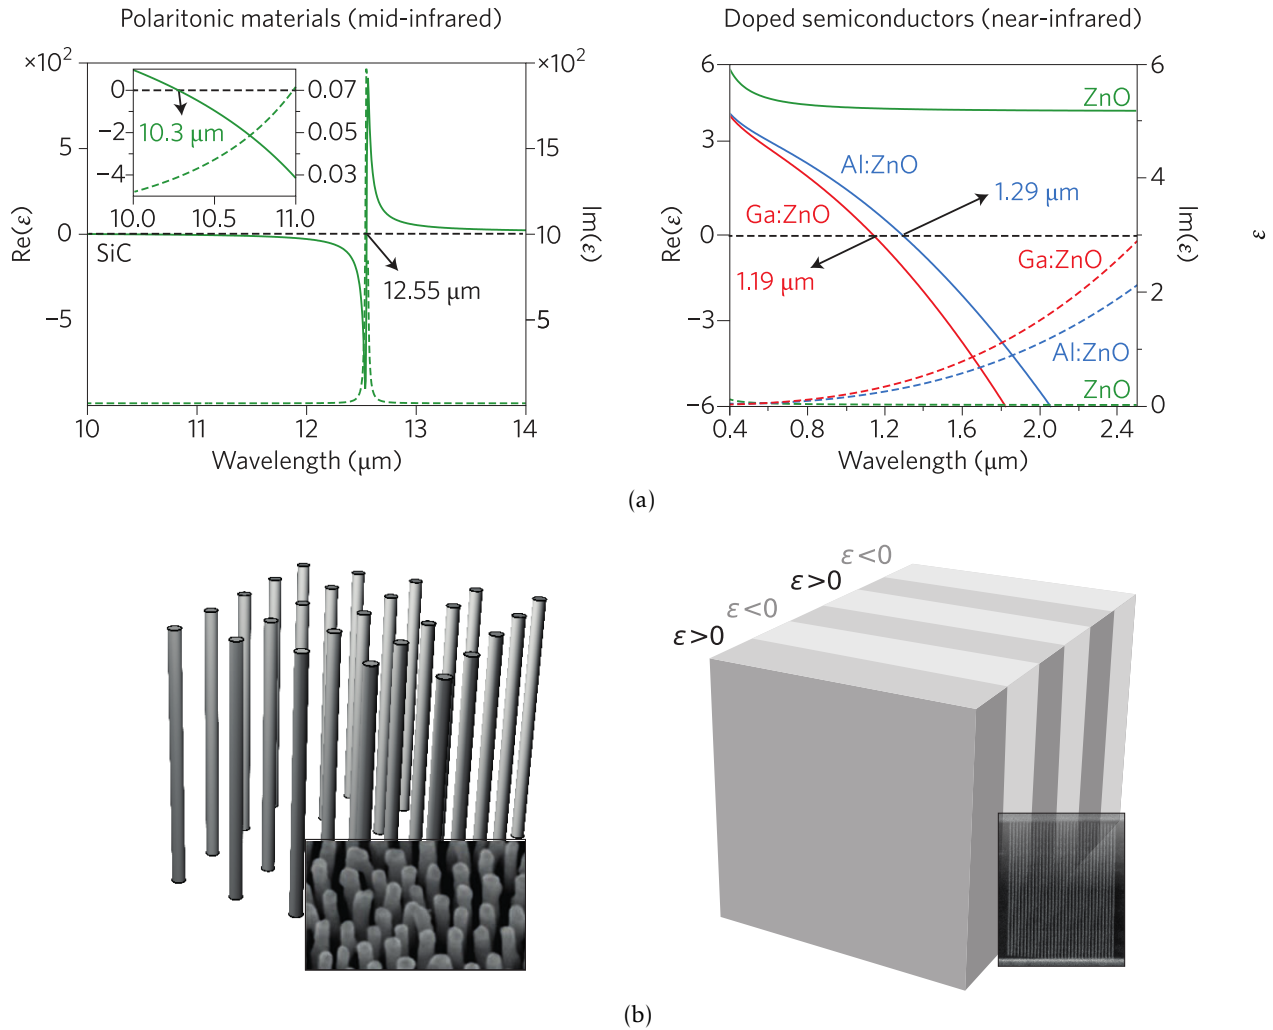 Polaritonic materials (mid-infrared)
×10²
×10²
5
0
−5
15
10
5
Re(ε)
Im(ε)
0
−2
−4
0.07
0.05
0.03
10.0
10.5
11.0
10.3 μm
SiC
12.55 μm
10
11
12
13
14
Wavelength (μm)
Doped semiconductors (near-infrared)
6
3
0
−3
−6
6
4
2
0
Re(ε)
Im(ε)
ε
ZnO
Al:ZnO
Ga:ZnO
1.29 μm
1.19 μm
Ga:ZnO
Al:ZnO
ZnO
0.4
0.8
1.2
1.6
2.0
2.4
Wavelength (μm)
(a)
ε<0
ε>0
ε<0
ε>0
(b)